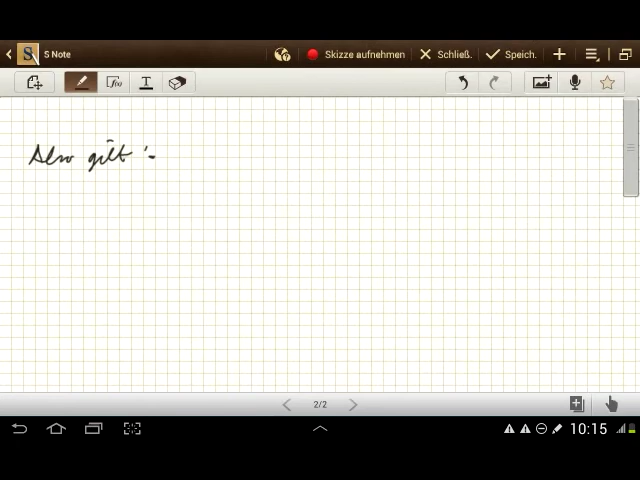 S Note
Skizze aufnehmen
Schließ.
Speich.
f(x)
T
Also gilt :
2/2
10:15